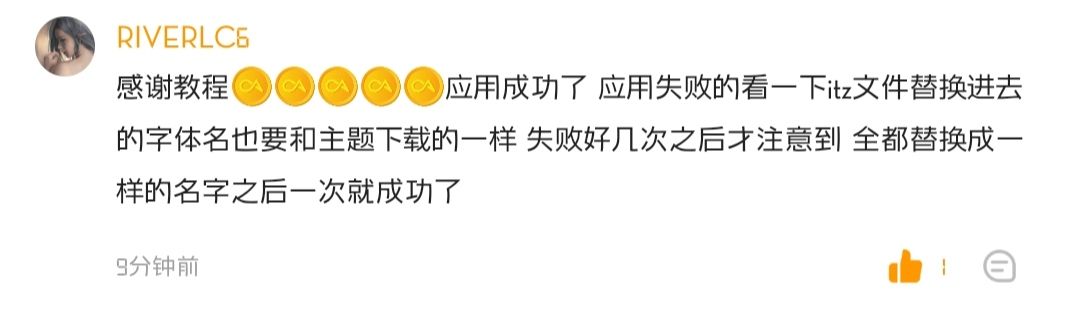 RIVERLC6
感谢教程应用成功了 应用失败的看一下itz文件替换进去
的字体名也要和主题下载的一样 失败好几次之后才注意到 全都替换成一
样的名字之后一次就成功了
9分钟前 1